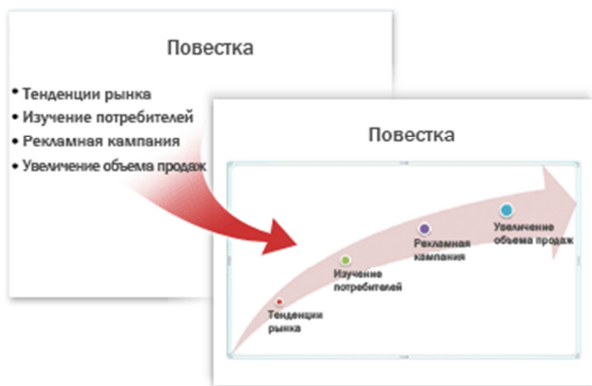 Повестка
• Тенденции рынка
• Изучение потребителей
• Рекламная кампания
• Увеличение объема продаж
Повестка
Увеличение
объема продаж
Рекламная
кампания
Изучение
потребителей
Тенденции
рынка